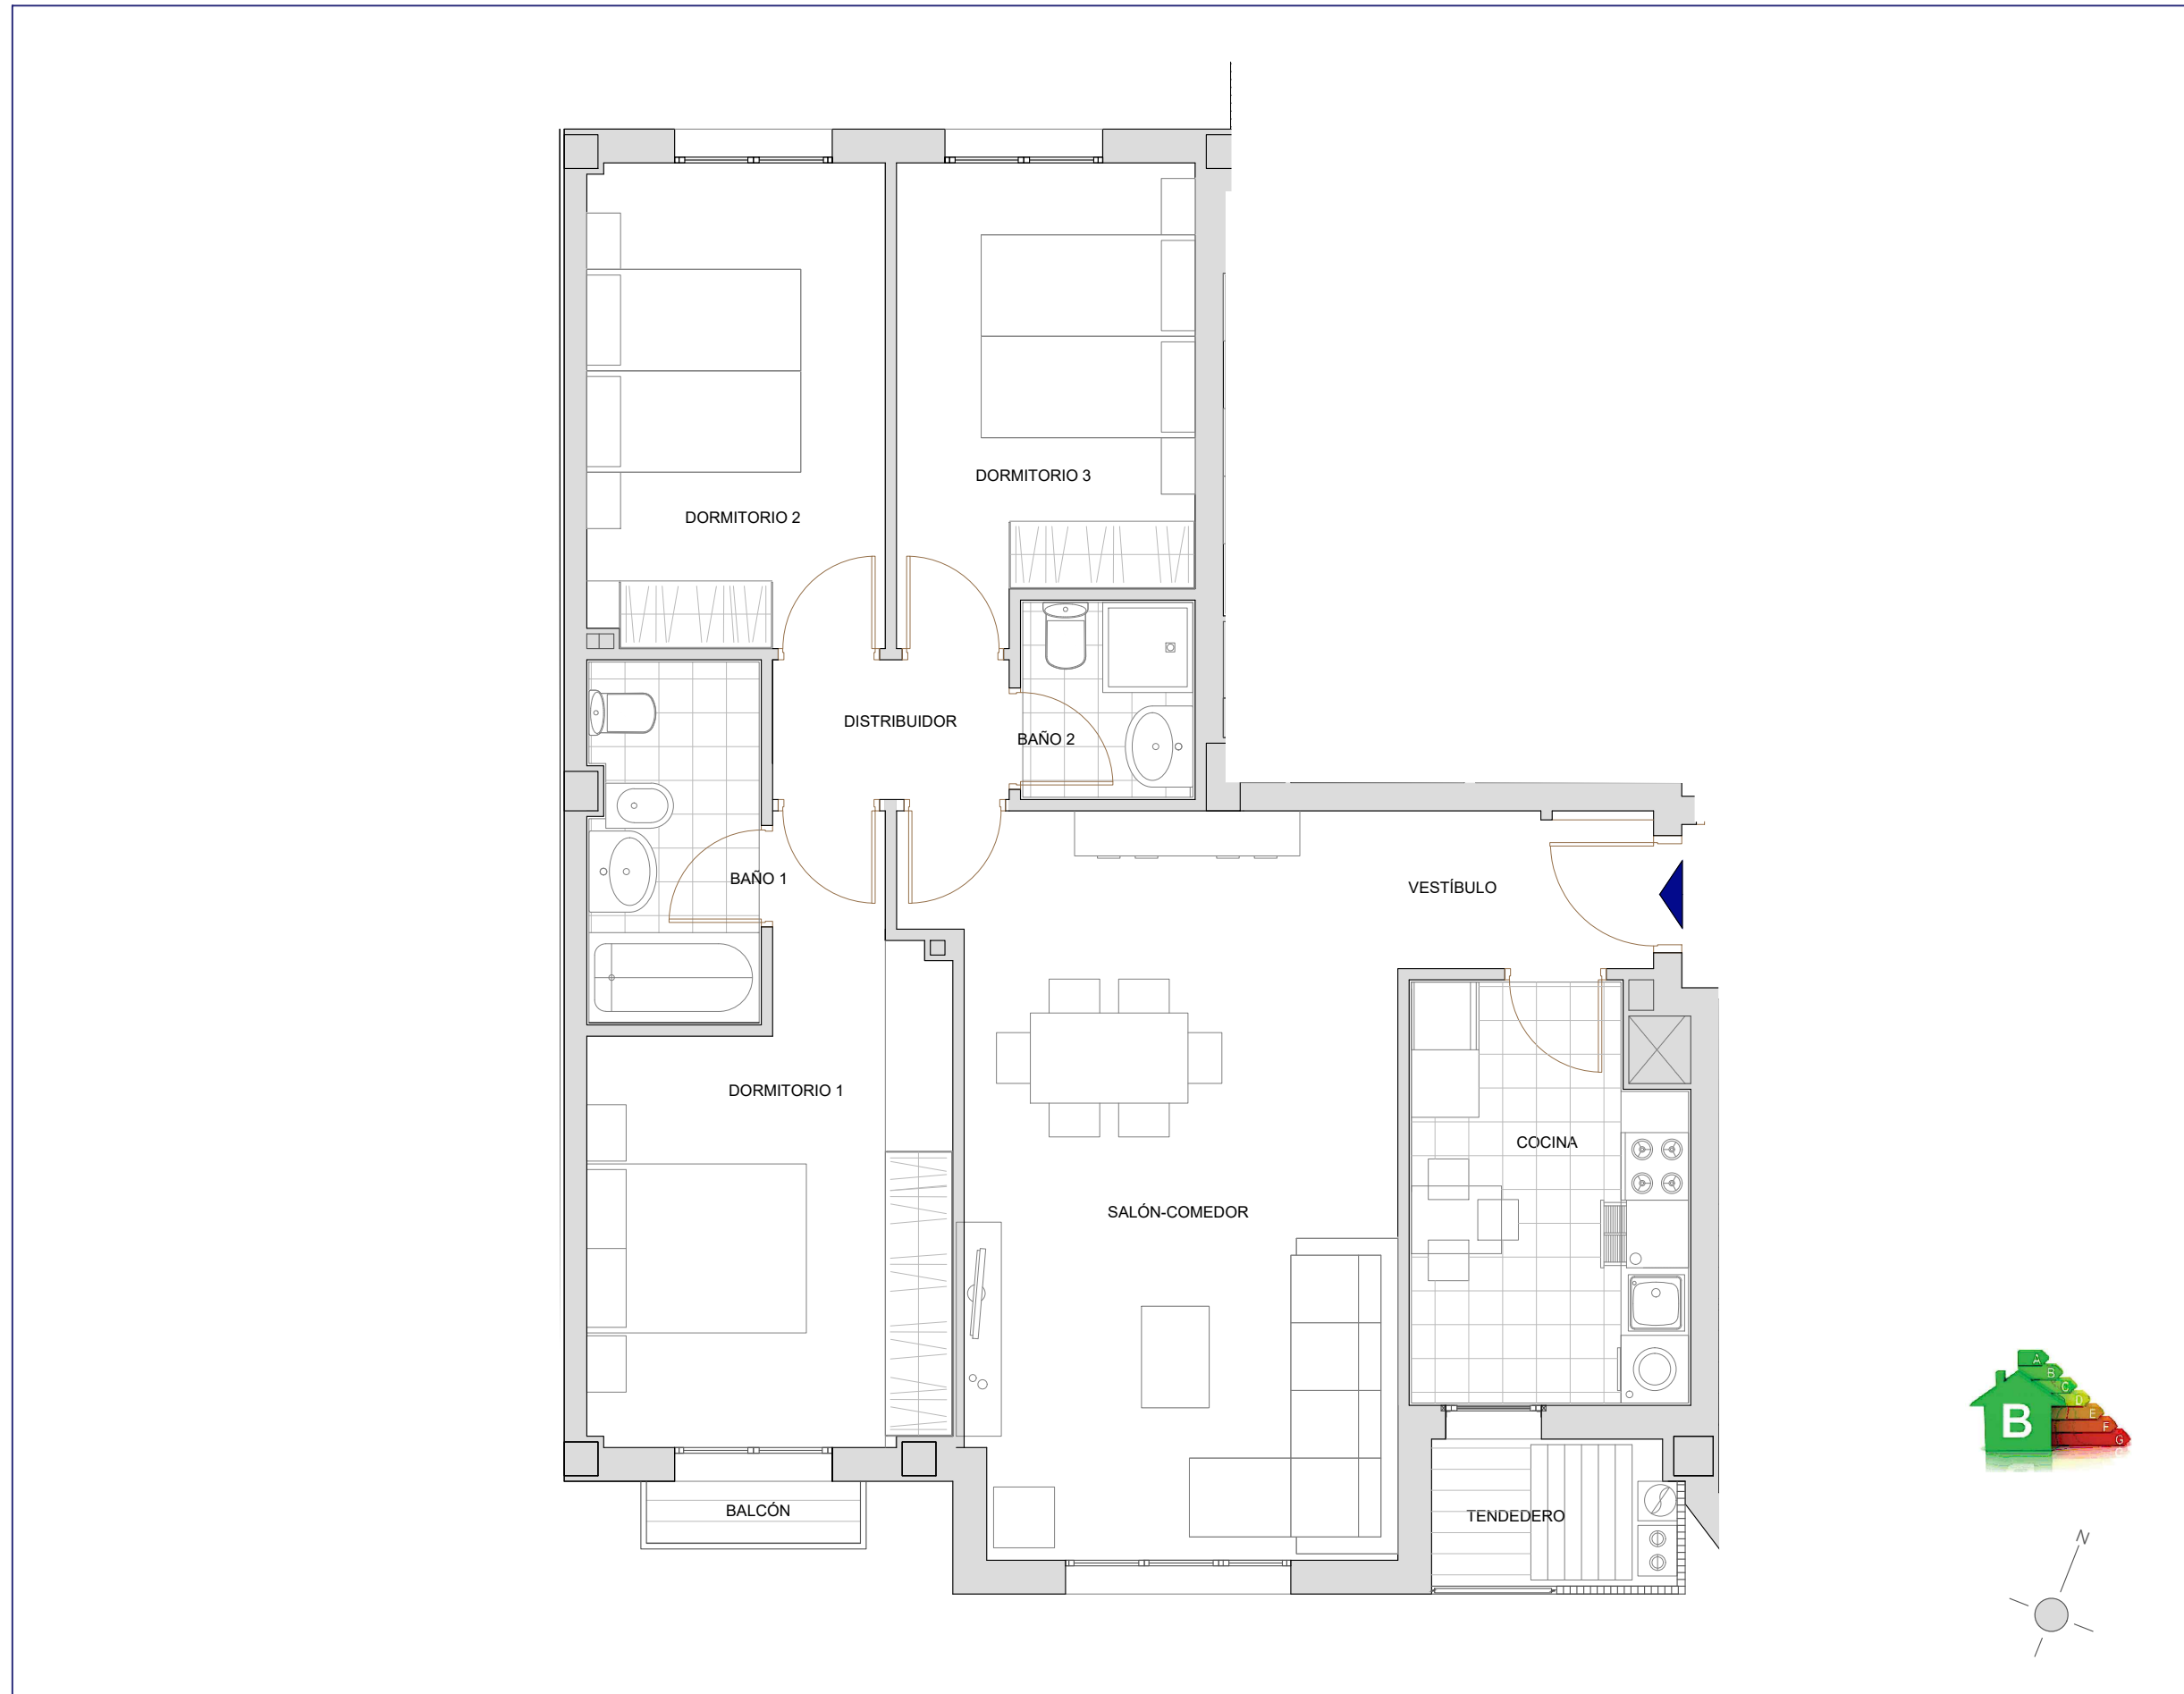 DORMITORIO 3
DORMITORIO 2
DISTRIBUIDOR
BAÑO 2
BAÑO 1
VESTÍBULO
DORMITORIO 1
COCINA
SALÓN-COMEDOR
BALCÓN
TENDEDERO
A
B
C
D
E
F
G
B
N